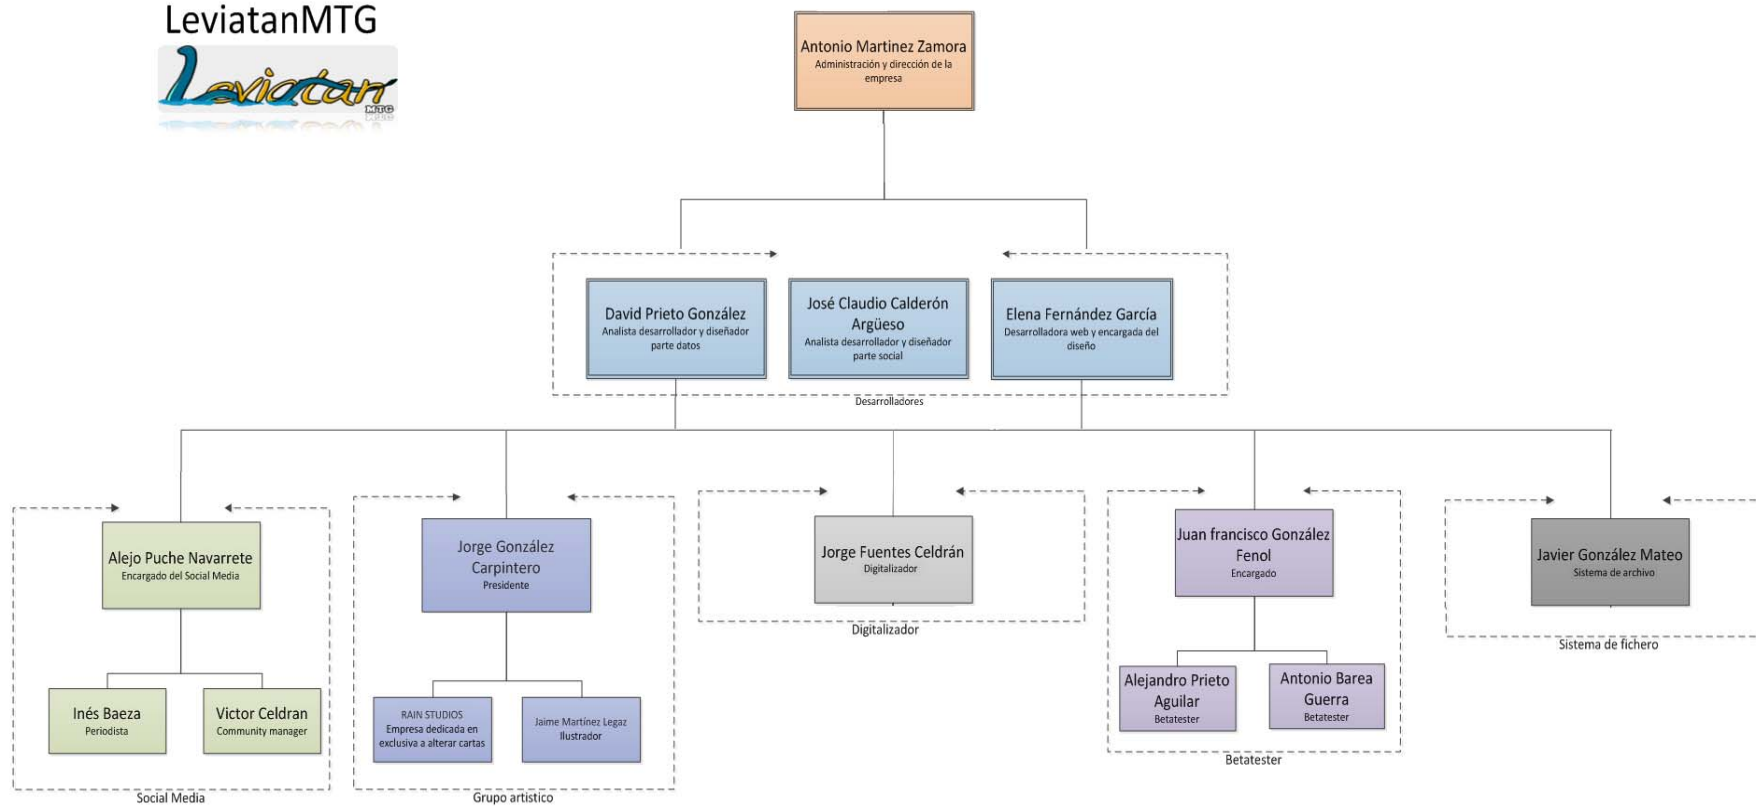 LeviatanMTG
Leviatan
MTG
Antonio Martinez Zamora
Administración y dirección de la
empresa
David Prieto González
Analista desarrollador y diseñador
parte datos
José Claudio Calderón
Argüeso
Analista desarrollador y diseñador
parte social
Elena Fernández García
Desarrolladora web y encargada del
diseño
Desarrolladores
Alejo Puche Navarrete
Encargado del Social Media
Inés Baeza
Periodista
Victor Celdran
Community manager
Social Media
Jorge González
Carpintero
Presidente
RAIN STUDIOS
Empresa dedicada en
exclusiva a alterar cartas
Jaime Martínez Legaz
Ilustrador
Grupo artistico
Jorge Fuentes Celdrán
Digitalizador
Digitalizador
Juan francisco González
Fenol
Encargado
Alejandro Prieto
Aguilar
Betatester
Antonio Barea
Guerra
Betatester
Betatester
Javier González Mateo
Sistema de archivo
Sistema de fichero